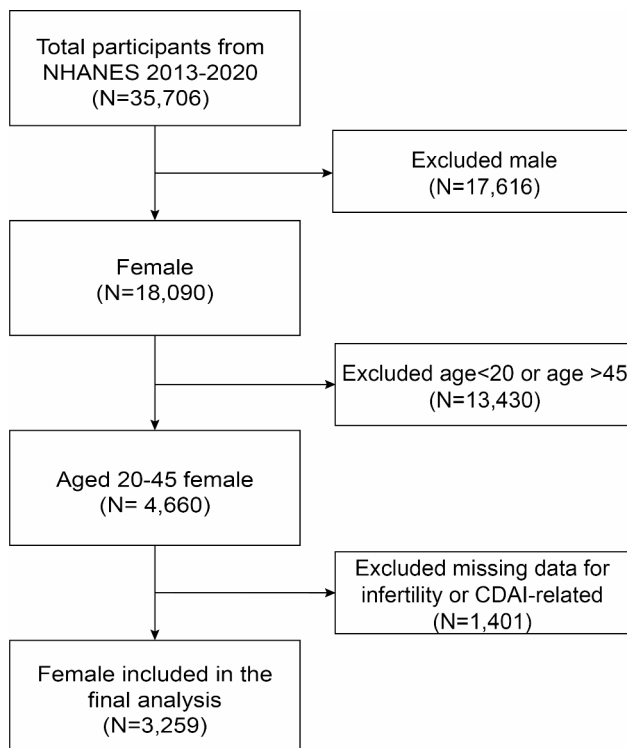 Total participants from
NHANES 2013-2020
(N=35,706)
Excluded male
(N=17,616)
Female
(N=18,090)
Excluded age<20 or age >45
(N=13,430)
Aged 20-45 female
(N= 4,660)
Excluded missing data for
infertility or CDAI-related
(N=1,401)
Female included in the
final analysis
(N=3,259)